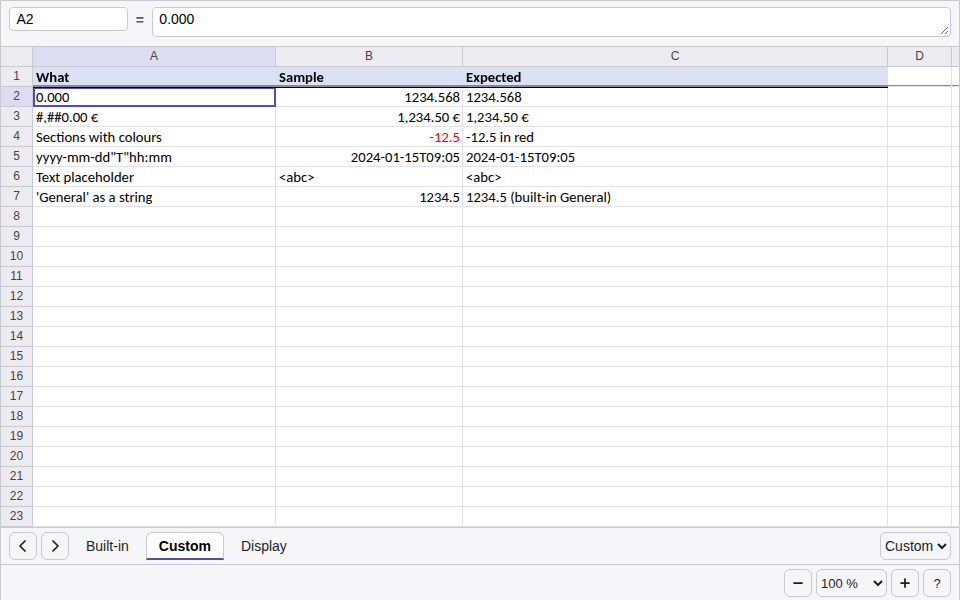 A2 = 0.000
A B C D
1 What Sample Expected
2 0.000 1234.568 1234.568
3 #,##0.00 € 1,234.50 € 1,234.50 €
4 Sections with colours -12.5 -12.5 in red
5 yyyy-mm-dd"T"hh:mm 2024-01-15T09:05 2024-01-15T09:05
6 Text placeholder <abc> <abc>
7 'General' as a string 1234.5 1234.5 (built-in General)
8
9
10
11
12
13
14
15
16
17
18
19
20
21
22
23
Built-in Custom Display Custom
− 100 % + ?